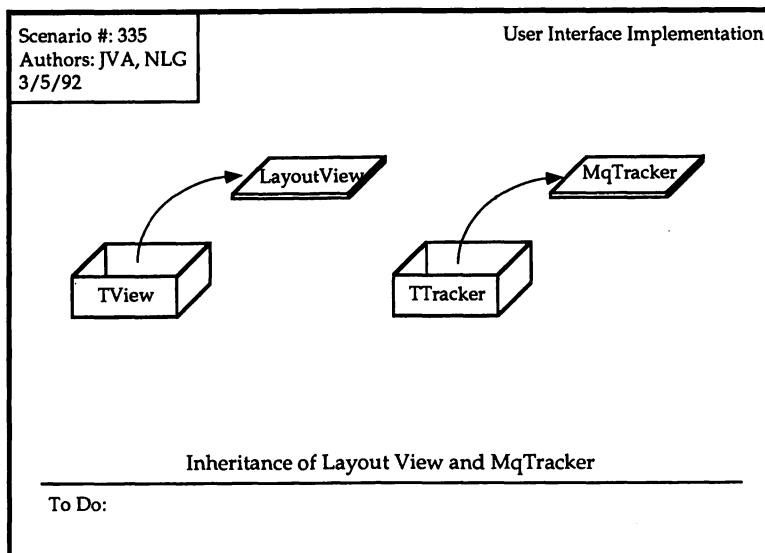 Scenario #: 335
Authors: JVA, NLG
3/5/92
User Interface Implementation
LayoutView
MqTracker
TView
TTracker
Inheritance of Layout View and MqTracker
To Do: